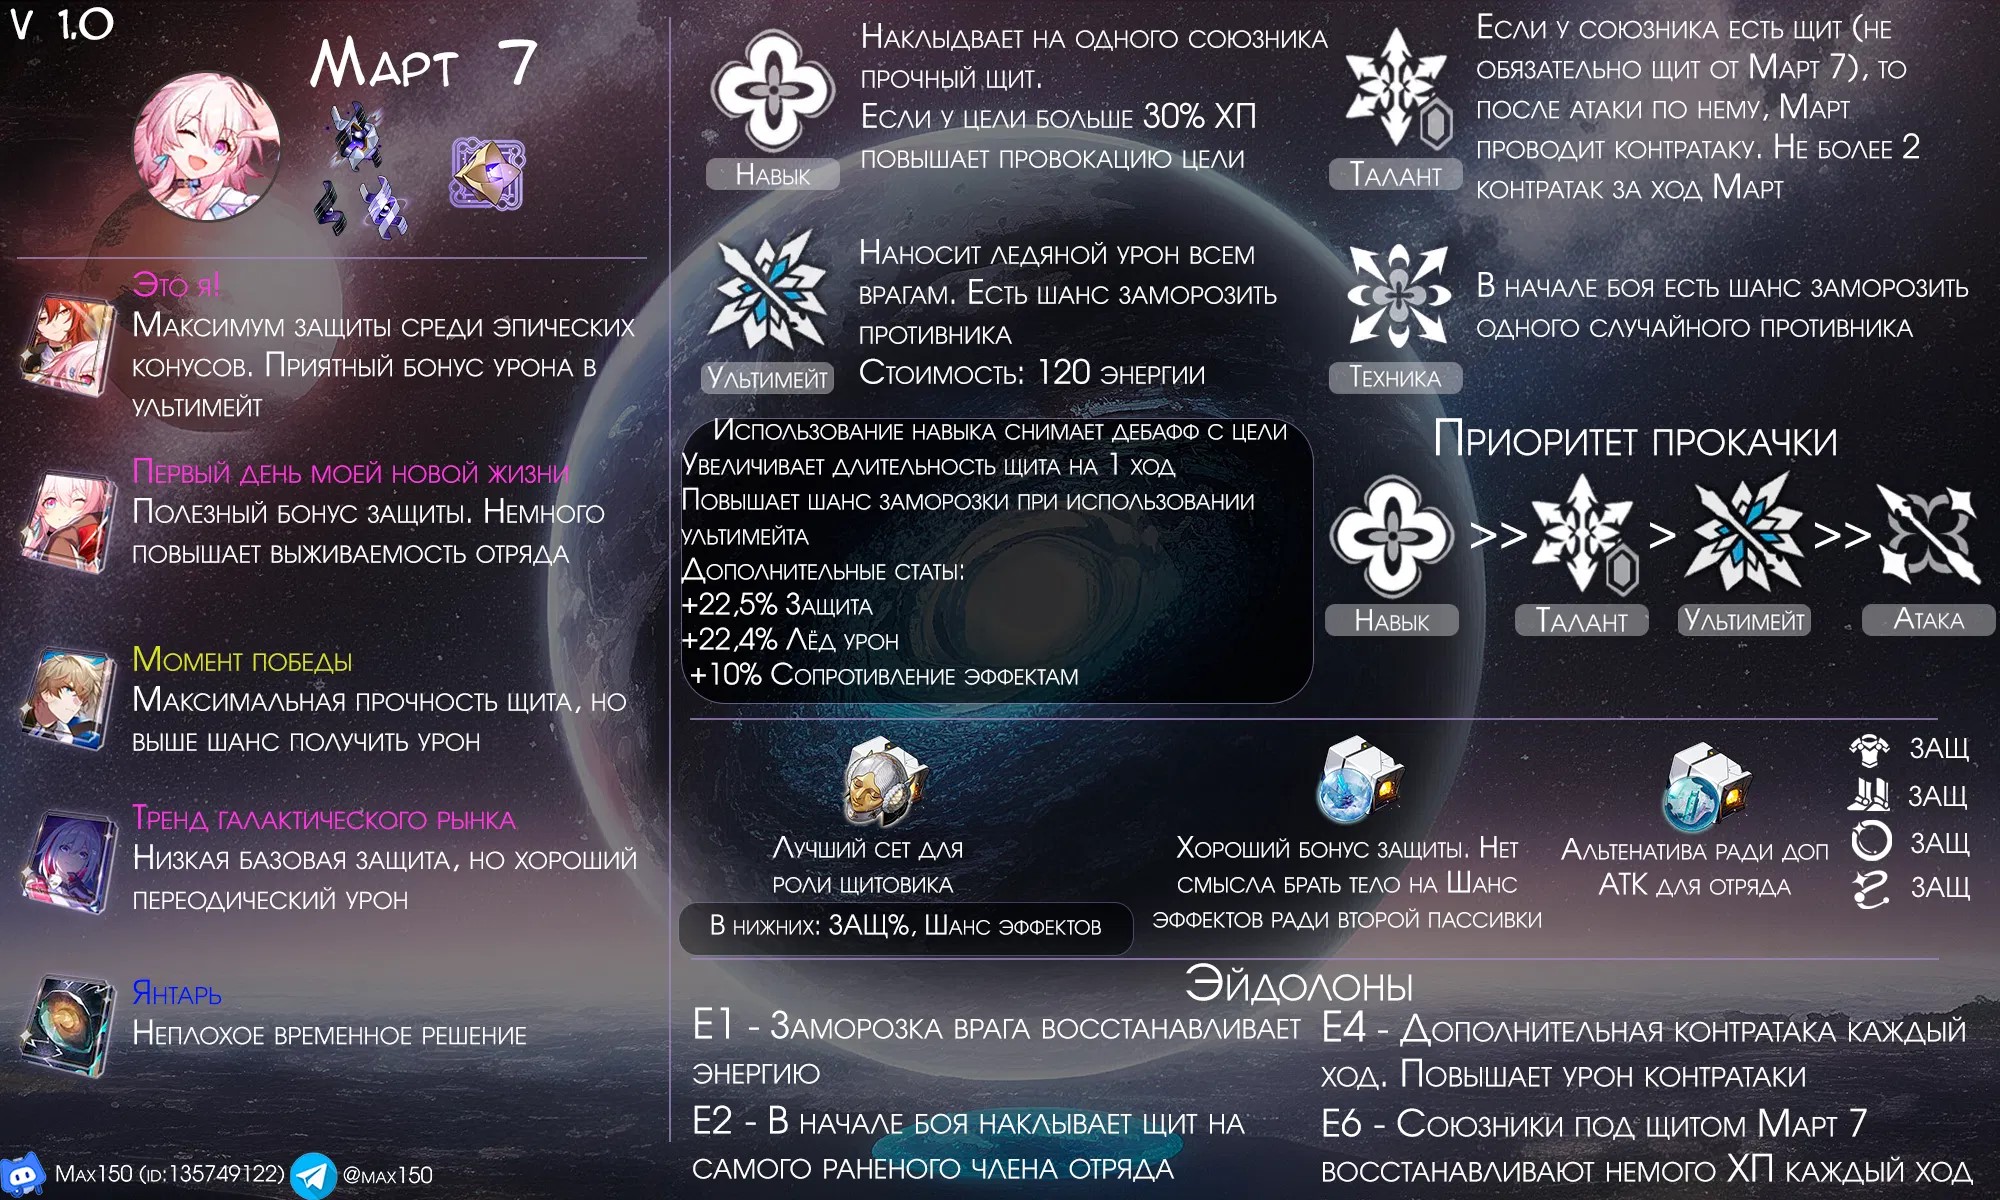 V 1.0
Март 7
Это я!
Максимум защиты среди эпических
конусов. Приятный бонус урона в
ультимейт
Первый день моей новой жизни
Полезный бонус защиты. Немного
повышает выживаемость отряда
Момент победы
Максимальная прочность щита, но
выше шанс получить урон
Тренд галактического рынка
Низкая базовая защита, но хороший
переодический урон
Янтарь
Неплохое временное решение
Max150 (id:135749122)
@max150
Наклыдвает на одного союзника
прочный щит.
Если у цели больше 30% ХП
повышает провокацию цели
Навык
Если у союзника есть щит (не
обязательно щит от Март 7), то
после атаки по нему, Март
проводит контратаку. Не более 2
контратак за ход Март
Талант
Наносит ледяной урон всем
врагам. Есть шанс заморозить
противника
Стоимость: 120 энергии
Ультимейт
В начале боя есть шанс заморозить
одного случайного противника
Техника
Использование навыка снимает дебафф с цели
Увеличивает длительность щита на 1 ход
Повышает шанс заморозки при использовании
ультимейта
Дополнительные статы:
+22,5% Защита
+22,4% Лёд урон
+10% Сопротивление эффектам
Приоритет прокачки
>> > >>
Навык Талант Ультимейт Атака
Лучший сет для
роли щитовика
В нижних: ЗАЩ%, Шанс эффектов
Хороший бонус защиты. Нет
смысла брать тело на Шанс
эффектов ради второй пассивки
Альтенатива ради доп
АТК для отряда
ЗАЩ
ЗАЩ
ЗАЩ
ЗАЩ
Эйдолоны
Е1 - Заморозка врага восстанавливает
энергию
Е2 - В начале боя наклывает щит на
самого раненого члена отряда
Е4 - Дополнительная контратака каждый
ход. Повышает урон контратаки
Е6 - Союзники под щитом Март 7
восстанавливают немого ХП каждый ход